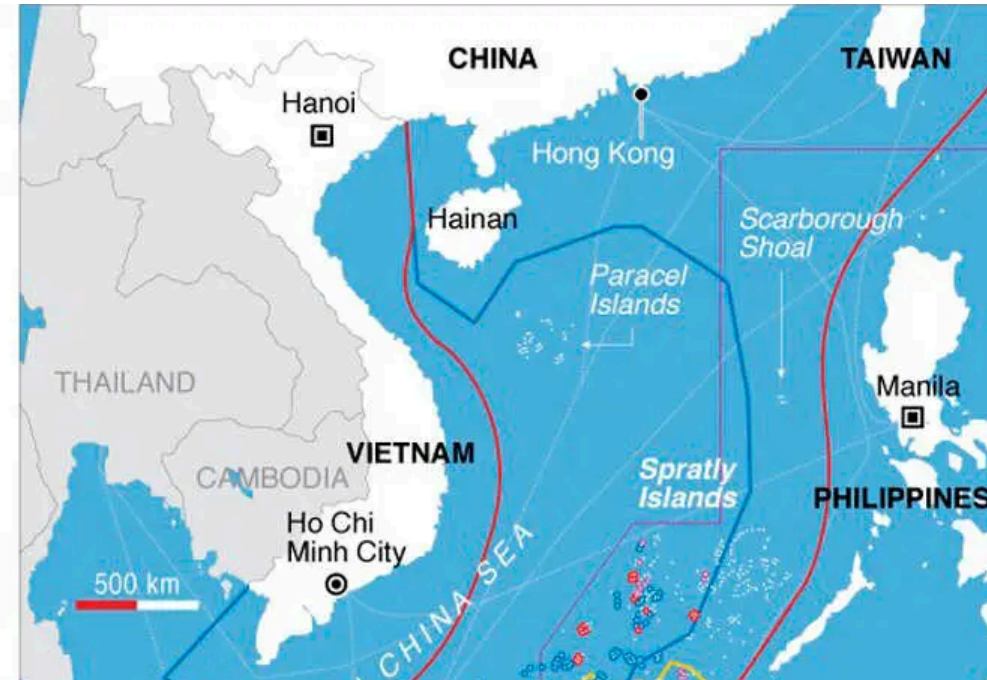 CHINA
TAIWAN
Hanoi
Hong Kong
Hainan
Scarborough
Shoal
Paracel
Islands
THAILAND
Manila
VIETNAM
CAMBODIA
Spratly
Islands
PHILIPPINES
Ho Chi
Minh City
500 km
CHINA SEA